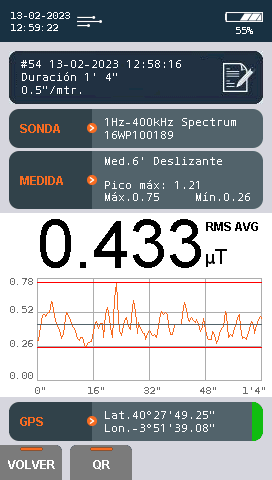 13-02-2023
12:59:22
55%
#54 13-02-2023 12:58:16
Duración 1' 4"
0.5"/mtr.
SONDA
1Hz-400kHz Spectrum
16WP100189
MEDIDA
Med.6' Deslizante
Pico máx: 1.21
Máx.0.75 Mín.0.26
0.433 RMS AVG
µT
0.78
0.52
0.26
0.00
0" 16" 32" 48" 1'4"
GPS
Lat.40°27'49.25"
Lon.-3°51'39.08"
VOLVER QR